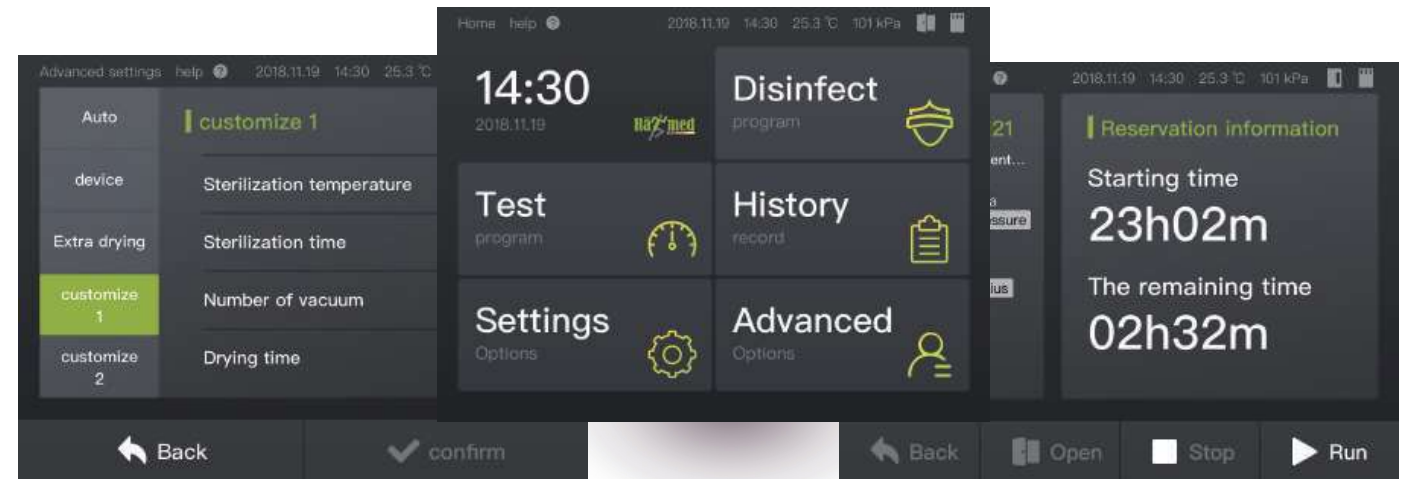 Advanced settings help ? 2018.11.19 14:30 25.3 ℃
Auto
device
Extra drying
customize
1
customize
2
customize 1
Sterilization temperature
Sterilization time
Number of vacuum
Drying time
Back
confirm
Home help ? 2018.11.19 14:30 25.3 ℃ 101 kPa
14:30
2018.11.19
med
Disinfect
program
Test
program
History
record
Settings
Options
Advanced
Options
? 2018.11.19 14:30 25.3 ℃ 101 kPa
21
ent...
a
ssure
ius
Reservation information
Starting time
23h02m
The remaining time
02h32m
Back
Open
Stop
Run